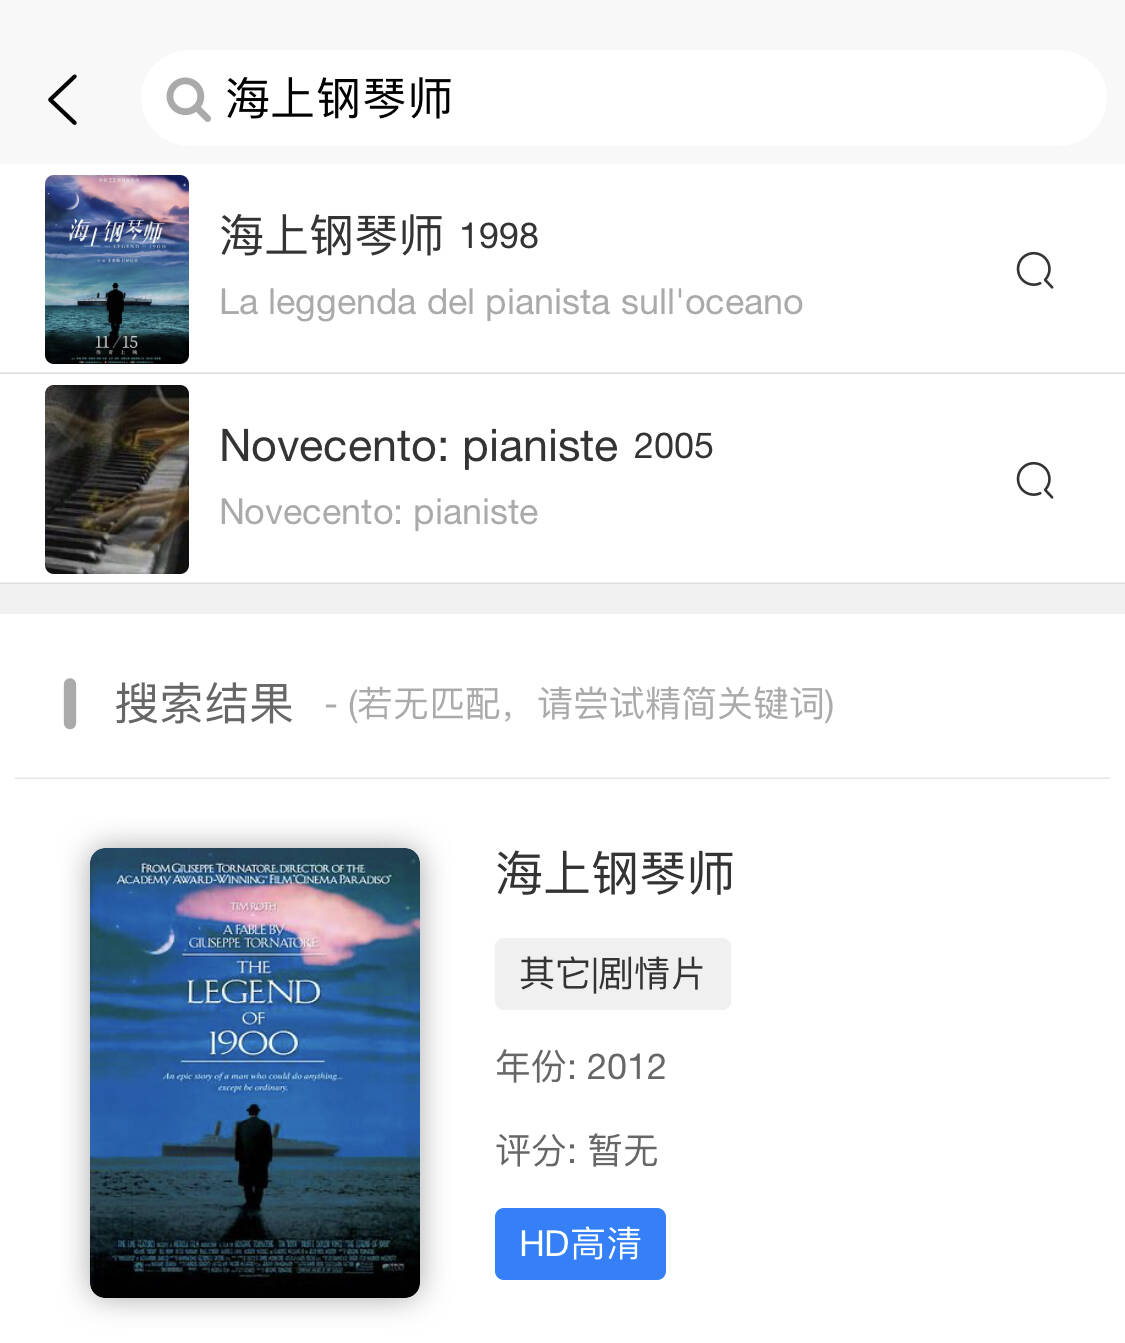 海上钢琴师
海上钢琴师
THE LEGEND OF 1900
11/15
海上钢琴师 1998
La leggenda del pianista sull'oceano
Novecento: pianiste 2005
Novecento: pianiste
搜索结果 - (若无匹配，请尝试精简关键词)
FROM GIUSEPPE TORNATORE, DIRECTOR OF THE
ACADEMY AWARD-WINNING FILM "CINEMA PARADISO"
TIM ROTH
A FABLE BY
GIUSEPPE TORNATORE
THE
LEGEND
OF
1900
An epic story of a man who could do anything...
except be ordinary.
海上钢琴师
其它|剧情片
年份: 2012
评分: 暂无
HD高清